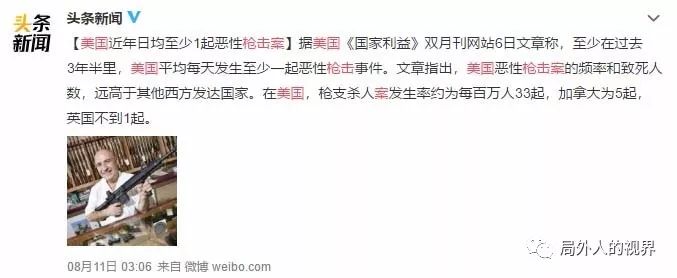 头条
新闻
头条新闻
【美国近年日均至少1起恶性枪击案】据美国《国家利益》双月刊网站6日文章称，至少在过去
3年半里，美国平均每天发生至少一起恶性枪击事件。文章指出，美国恶性枪击案的频率和致死人
数，远高于其他西方发达国家。在美国，枪支杀人案发生率约为每百万人33起，加拿大为5起，
英国不到1起。
08月11日 03:06 来自 微博 weibo.com
局外人的视界